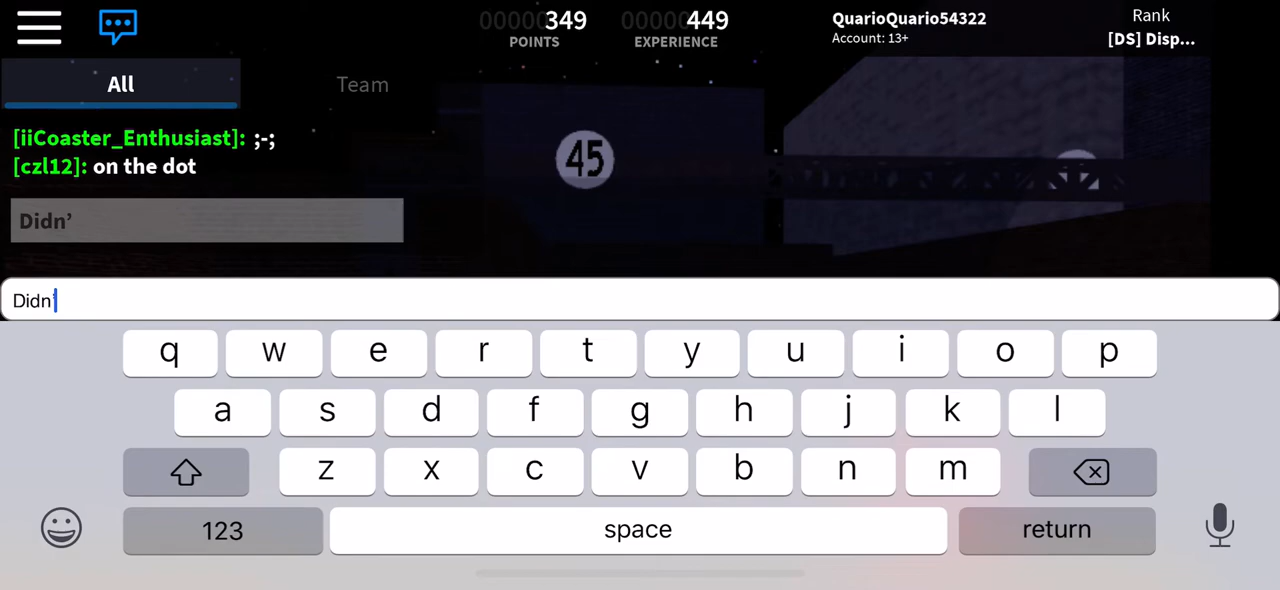 00000349
POINTS
00000449
EXPERIENCE
QuarioQuario54322
Account: 13+
Rank
[DS] Disp...
All
Team
[iiCoaster_Enthusiast]: ;-;
[czl12]: on the dot
45
Didn’
Didn’
q w e r t y u i o p
a s d f g h j k l
z x c v b n m
123
space
return